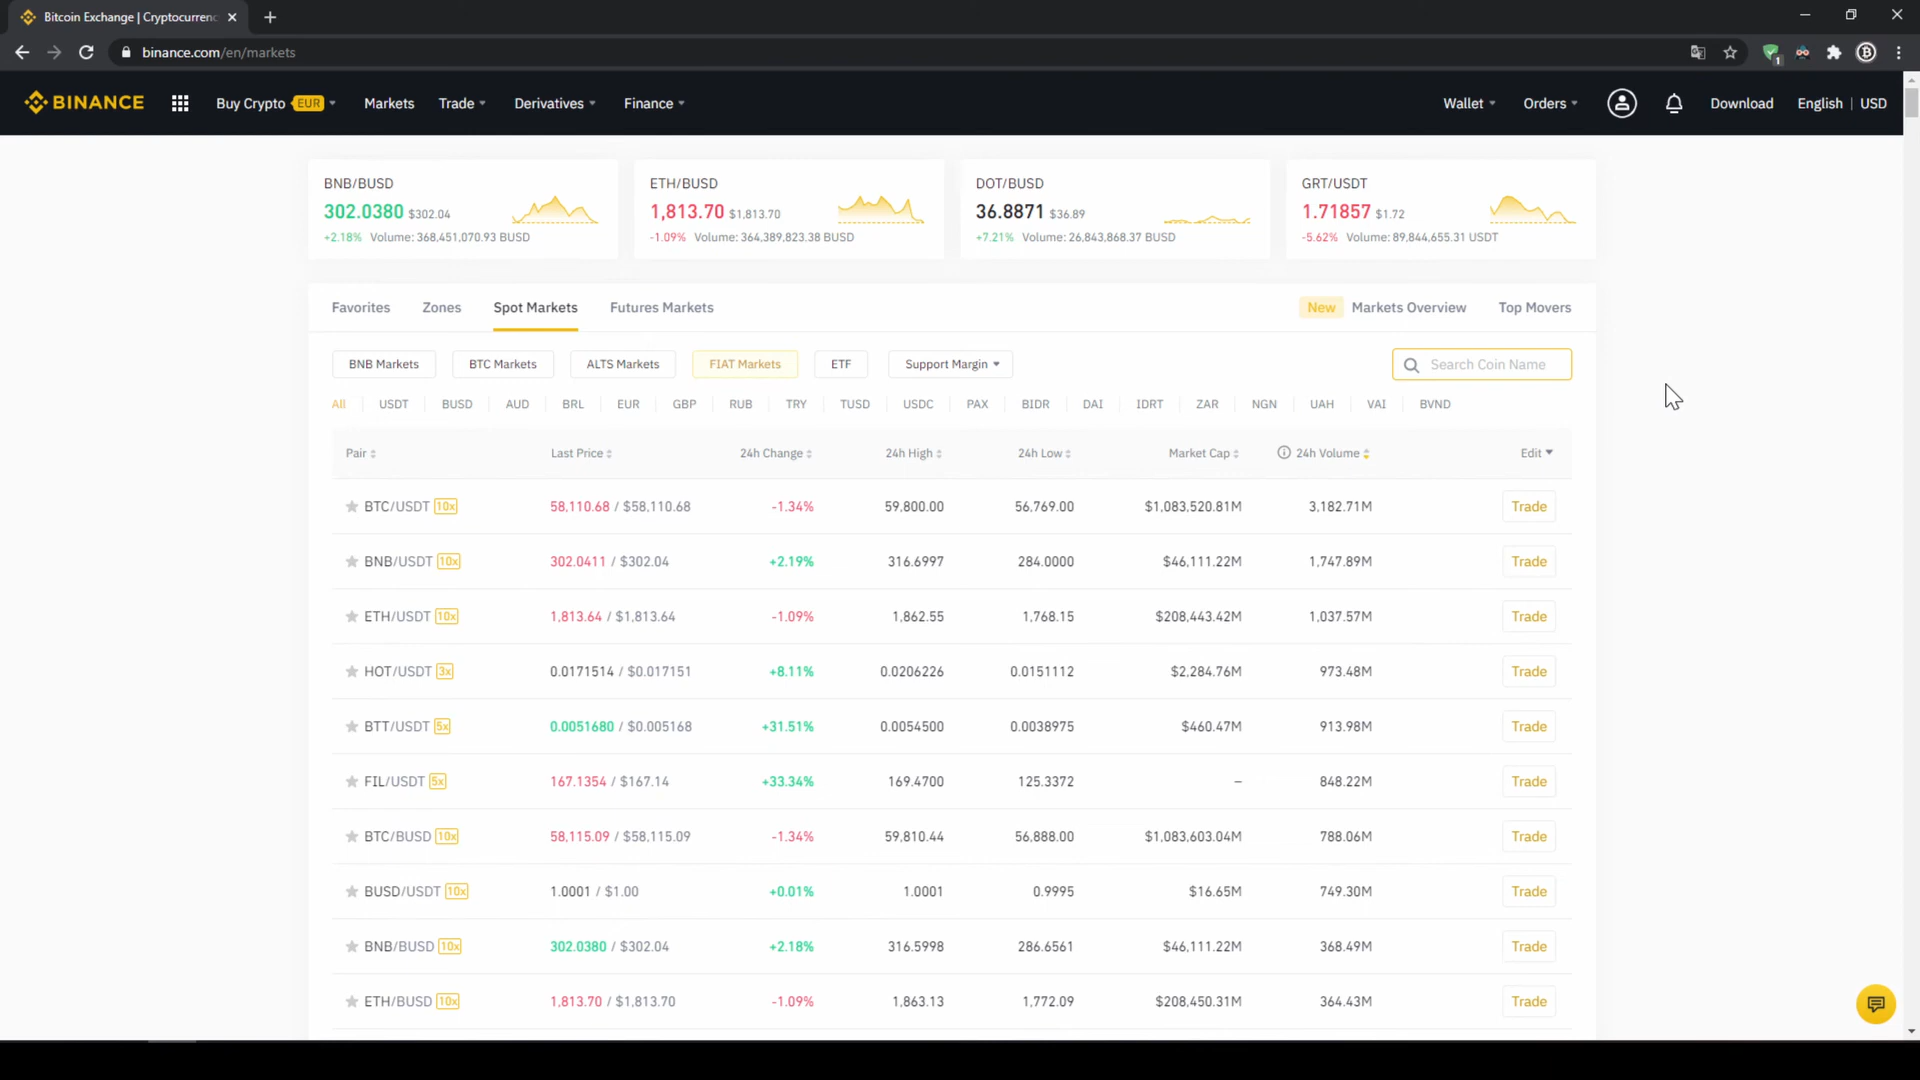 Bitcoin Exchange | Cryptocurrenc
binance.com/en/markets
1
BINANCE Buy Crypto EUR Markets Trade Derivatives Finance Wallet Orders Download English | USD
BNB/BUSD
302.0380 $302.04
+2.18% Volume: 368,451,070.93 BUSD
ETH/BUSD
1,813.70 $1,813.70
-1.09% Volume: 364,389,823.38 BUSD
DOT/BUSD
36.8871 $36.89
+7.21% Volume: 26,843,868.37 BUSD
GRT/USDT
1.71857 $1.72
-5.62% Volume: 89,844,655.31 USDT
Favorites Zones Spot Markets Futures Markets New Markets Overview Top Movers
BNB Markets BTC Markets ALTS Markets FIAT Markets ETF Support Margin Search Coin Name
All USDT BUSD AUD BRL EUR GBP RUB TRY TUSD USDC PAX BIDR DAI IDRT ZAR NGN UAH VAI BVND
Pair Last Price 24h Change 24h High 24h Low Market Cap 24h Volume Edit
BTC/USDT 10x 58,110.68 / $58,110.68 -1.34% 59,800.00 56,769.00 $1,083,520.81M 3,182.71M Trade
BNB/USDT 10x 302.0411 / $302.04 +2.19% 316.6997 284.0000 $46,111.22M 1,747.89M Trade
ETH/USDT 10x 1,813.64 / $1,813.64 -1.09% 1,862.55 1,768.15 $208,443.42M 1,037.57M Trade
HOT/USDT 3x 0.0171514 / $0.017151 +8.11% 0.0206226 0.0151112 $2,284.76M 973.48M Trade
BTT/USDT 5x 0.0051680 / $0.005168 +31.51% 0.0054500 0.0038975 $460.47M 913.98M Trade
FIL/USDT 5x 167.1354 / $167.14 +33.34% 169.4700 125.3372 – 848.22M Trade
BTC/BUSD 10x 58,115.09 / $58,115.09 -1.34% 59,810.44 56,888.00 $1,083,603.04M 788.06M Trade
BUSD/USDT 10x 1.0001 / $1.00 +0.01% 1.0001 0.9995 $16.65M 749.30M Trade
BNB/BUSD 10x 302.0380 / $302.04 +2.18% 316.5998 286.6561 $46,111.22M 368.49M Trade
ETH/BUSD 10x 1,813.70 / $1,813.70 -1.09% 1,863.13 1,772.09 $208,450.31M 364.43M Trade